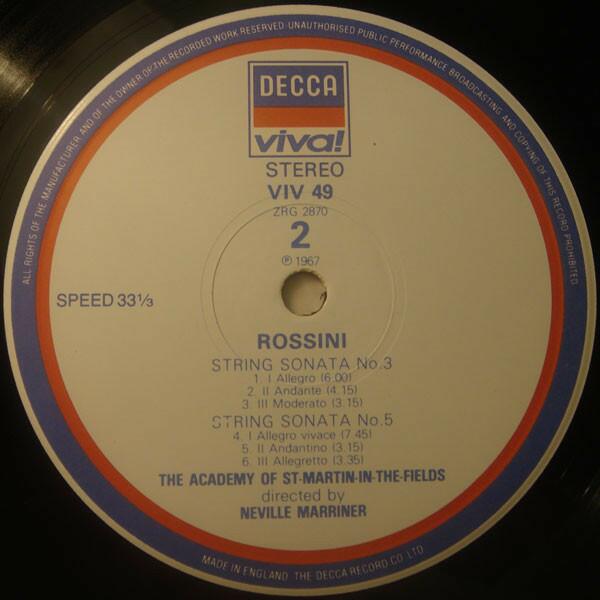 ALL RIGHTS OF THE MANUFACTURER AND OF THE OWNER OF THE RECORDED WORK RESERVED · UNAUTHORISED PUBLIC PERFORMANCE BROADCASTING AND COPYING OF THIS RECORD PROHIBITED
DECCA
viva!
STEREO
VIV 49
ZRG 2870
2
℗ 1967
SPEED 33⅓
ROSSINI
STRING SONATA No.3
1. I Allegro (6.00)
2. II Andante (4.15)
3. III Moderato (3.15)
STRING SONATA No.5
4. I Allegro vivace (7.45)
5. II Andantino (3.15)
6. III Allegretto (3.35)
THE ACADEMY OF ST-MARTIN-IN-THE-FIELDS
directed by
NEVILLE MARRINER
MADE IN ENGLAND THE DECCA RECORD CO. LTD